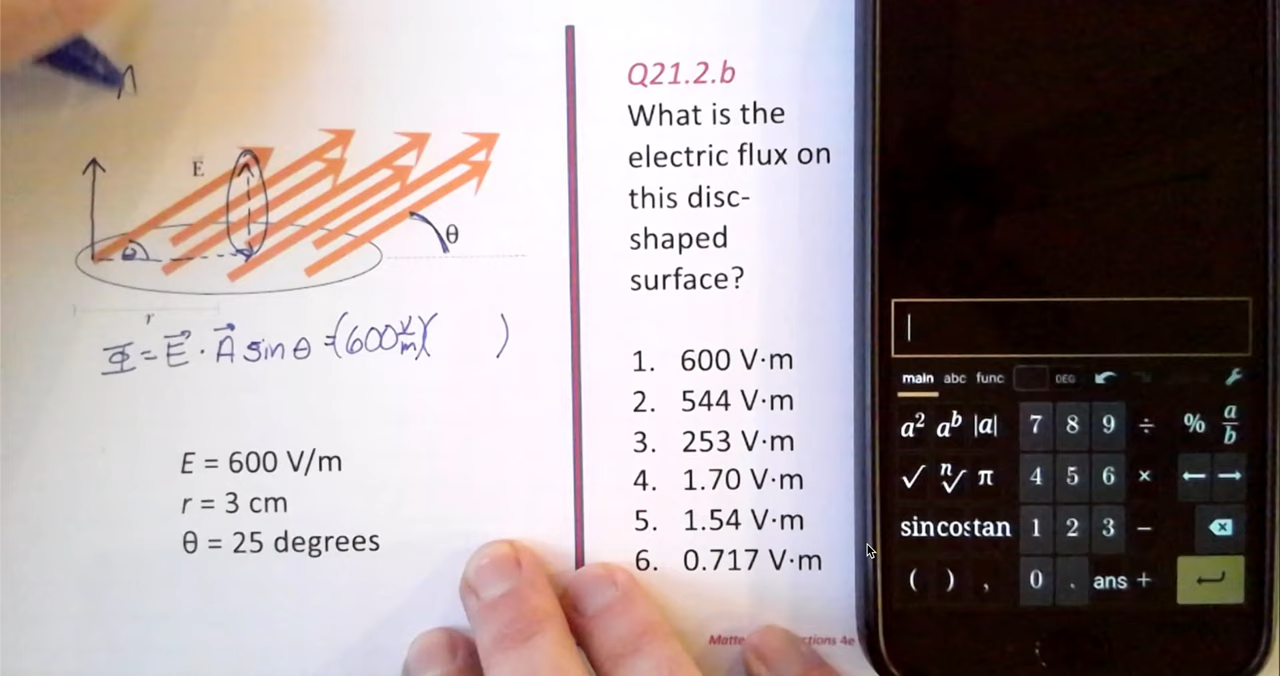 E
θ
θ
r
Φ = E⃗ · A⃗ sin θ = (600 V/m)( )
E = 600 V/m
r = 3 cm
θ = 25 degrees
Q21.2.b
What is the
electric flux on
this disc-
shaped
surface?
1. 600 V·m
2. 544 V·m
3. 253 V·m
4. 1.70 V·m
5. 1.54 V·m
6. 0.717 V·m
4e
main abc func DEG
a² aᵇ |a| 7 8 9 ÷ % a/b
√ ⁿ√ π 4 5 6 × ← →
sin cos tan 1 2 3 −
( ) , 0 . ans +